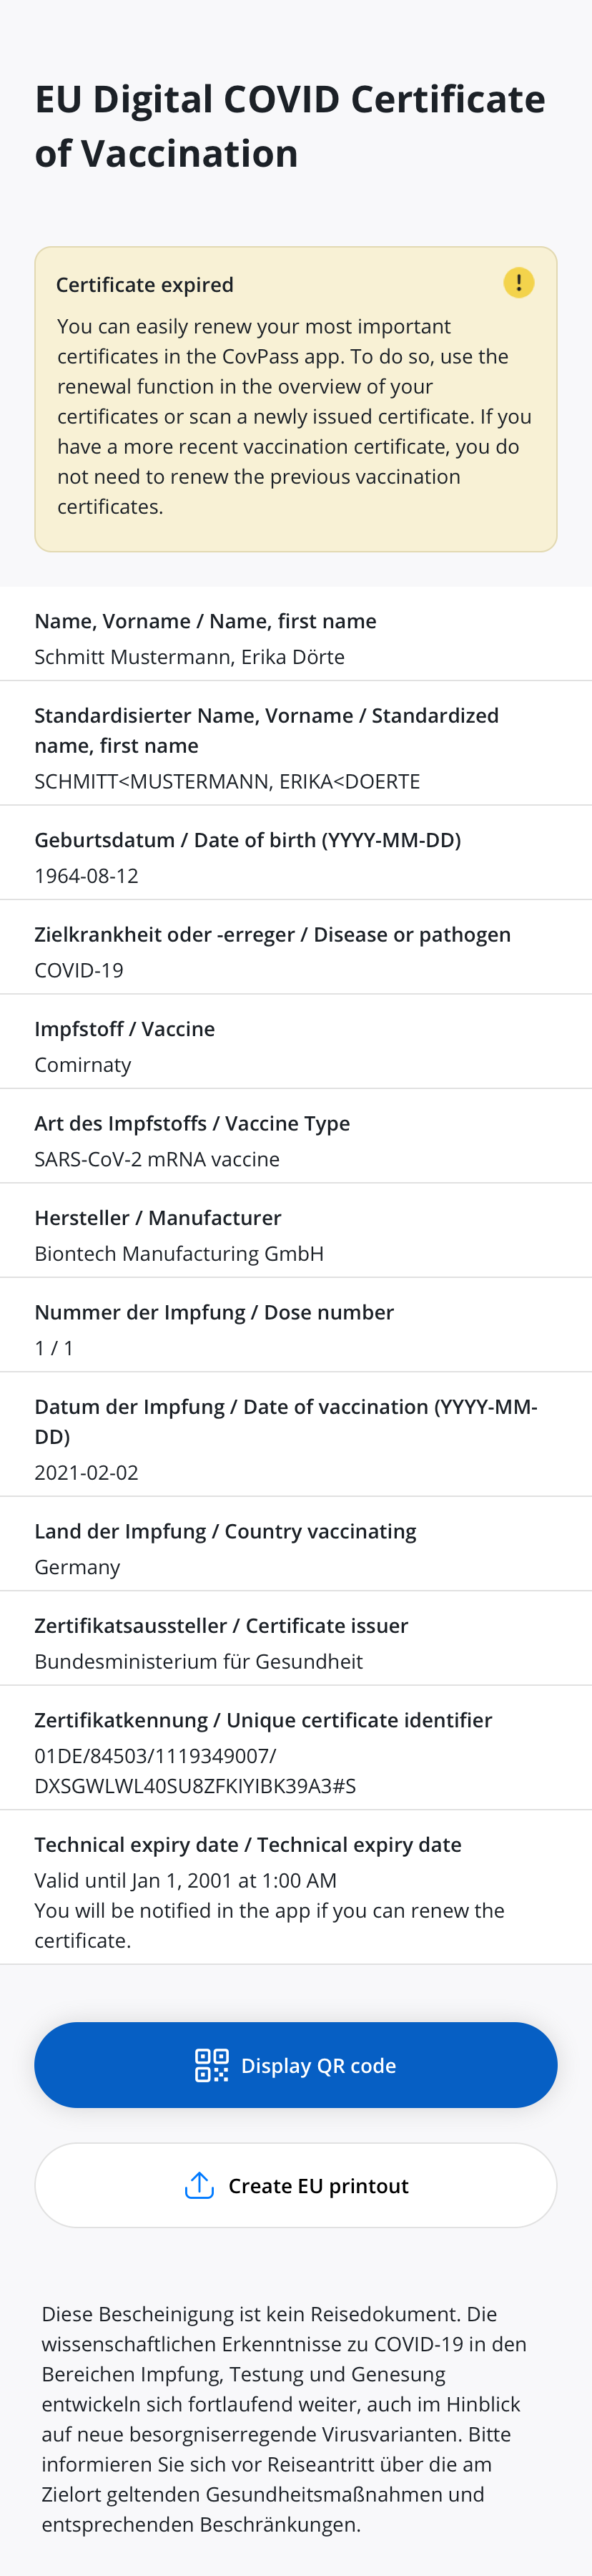 EU Digital COVID Certificate
of Vaccination
Certificate expired
!
You can easily renew your most important
certificates in the CovPass app. To do so, use the
renewal function in the overview of your
certificates or scan a newly issued certificate. If you
have a more recent vaccination certificate, you do
not need to renew the previous vaccination
certificates.
Name, Vorname / Name, first name
Schmitt Mustermann, Erika Dörte
Standardisierter Name, Vorname / Standardized
name, first name
SCHMITT<MUSTERMANN, ERIKA<DOERTE
Geburtsdatum / Date of birth (YYYY-MM-DD)
1964-08-12
Zielkrankheit oder -erreger / Disease or pathogen
COVID-19
Impfstoff / Vaccine
Comirnaty
Art des Impfstoffs / Vaccine Type
SARS-CoV-2 mRNA vaccine
Hersteller / Manufacturer
Biontech Manufacturing GmbH
Nummer der Impfung / Dose number
1 / 1
Datum der Impfung / Date of vaccination (YYYY-MM-
DD)
2021-02-02
Land der Impfung / Country vaccinating
Germany
Zertifikatsaussteller / Certificate issuer
Bundesministerium für Gesundheit
Zertifikatkennung / Unique certificate identifier
01DE/84503/1119349007/
DXSGWLWL40SU8ZFKIYIBK39A3#S
Technical expiry date / Technical expiry date
Valid until Jan 1, 2001 at 1:00 AM
You will be notified in the app if you can renew the
certificate.
Display QR code
Create EU printout
Diese Bescheinigung ist kein Reisedokument. Die
wissenschaftlichen Erkenntnisse zu COVID-19 in den
Bereichen Impfung, Testung und Genesung
entwickeln sich fortlaufend weiter, auch im Hinblick
auf neue besorgniserregende Virusvarianten. Bitte
informieren Sie sich vor Reiseantritt über die am
Zielort geltenden Gesundheitsmaßnahmen und
entsprechenden Beschränkungen.